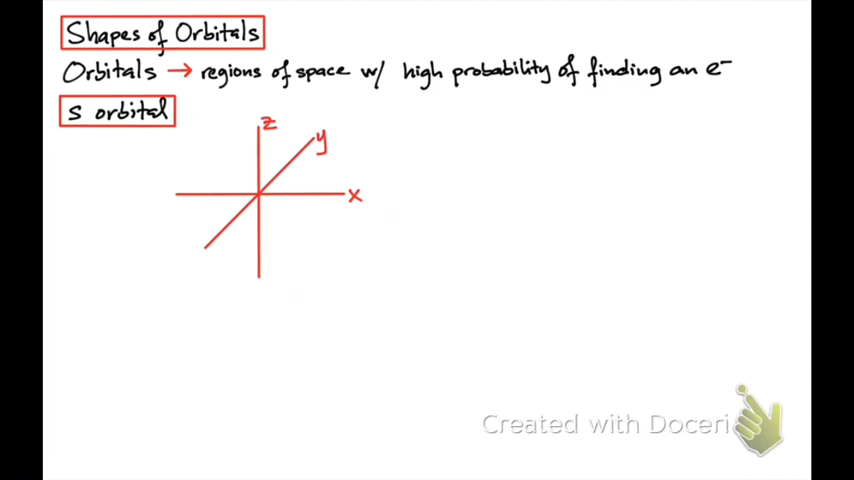 Shapes of Orbitals
Orbitals → regions of space w/ high probability of finding an e⁻
s orbital
z
y
x
Created with Doceri